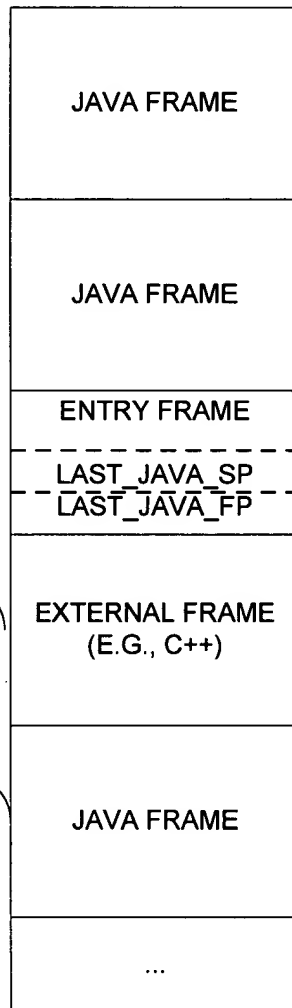 JAVA FRAME
JAVA FRAME
ENTRY FRAME
LAST_JAVA_SP
LAST_JAVA_FP
EXTERNAL FRAME
(E.G., C++)
JAVA FRAME
...